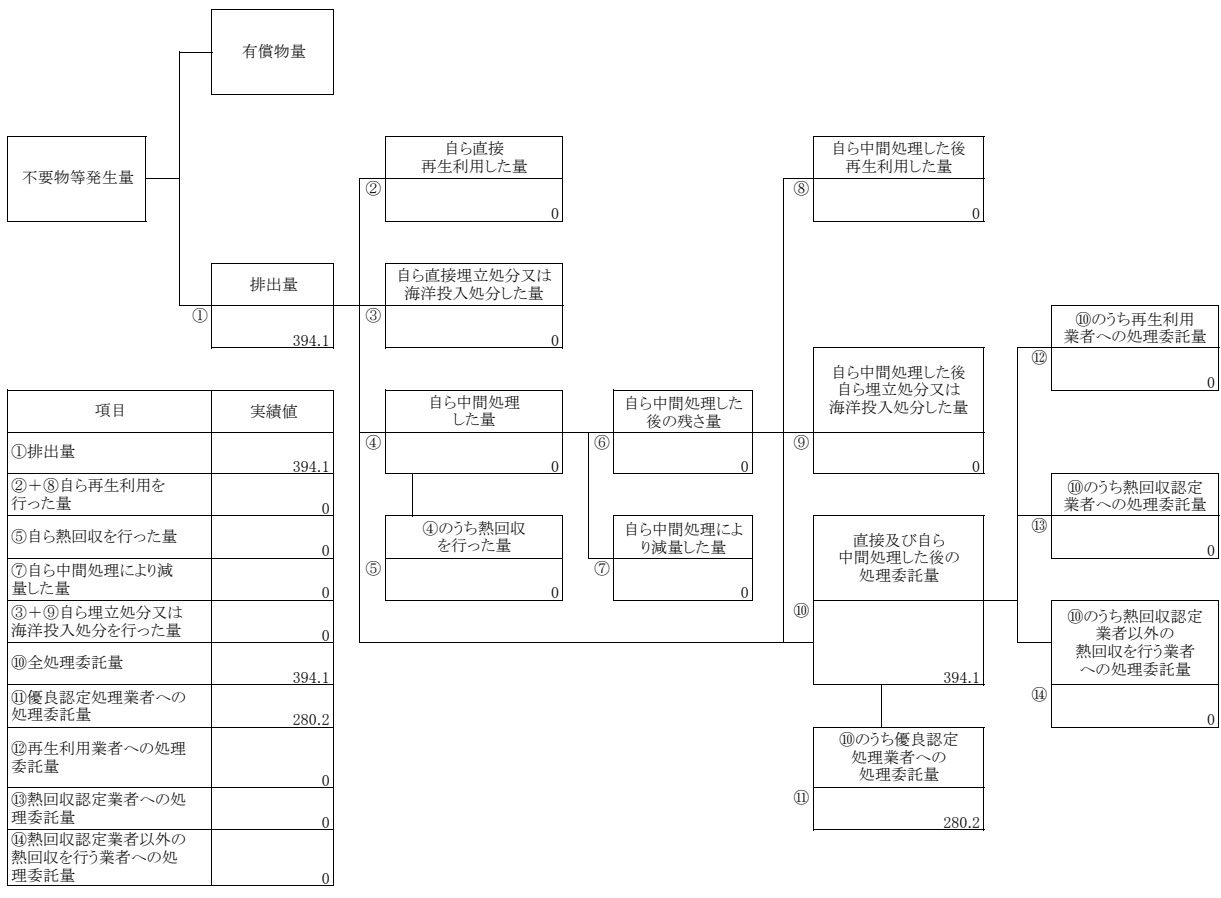 有償物量
不要物等発生量
排出量
①
394.1
自ら直接
再生利用した量
②
0
自ら直接埋立処分又は
海洋投入処分した量
③
0
自ら中間処理
した量
④
0
④のうち熱回収
を行った量
⑤
0
自ら中間処理した
後の残さ量
⑥
0
自ら中間処理によ
り減量した量
⑦
0
自ら中間処理した後
再生利用した量
⑧
0
自ら中間処理した後
自ら埋立処分又は
海洋投入処分した量
⑨
0
直接及び自ら
中間処理した後の
処理委託量
⑩
394.1
⑩のうち優良認定
処理業者への
処理委託量
⑪
280.2
⑩のうち再生利用
業者への処理委託量
⑫
0
⑩のうち熱回収認定
業者への処理委託量
⑬
0
⑩のうち熱回収認定
業者以外の
熱回収を行う業者
への処理委託量
⑭
0
項目 実績値
①排出量
394.1
②+⑧自ら再生利用を
行った量
0
⑤自ら熱回収を行った量
0
⑦自ら中間処理により減
量した量
0
③+⑨自ら埋立処分又は
海洋投入処分を行った量
0
⑩全処理委託量
394.1
⑪優良認定処理業者への
処理委託量
280.2
⑫再生利用業者への処理
委託量
0
⑬熱回収認定業者への処
理委託量
0
⑭熱回収認定業者以外の
熱回収を行う業者への処
理委託量
0